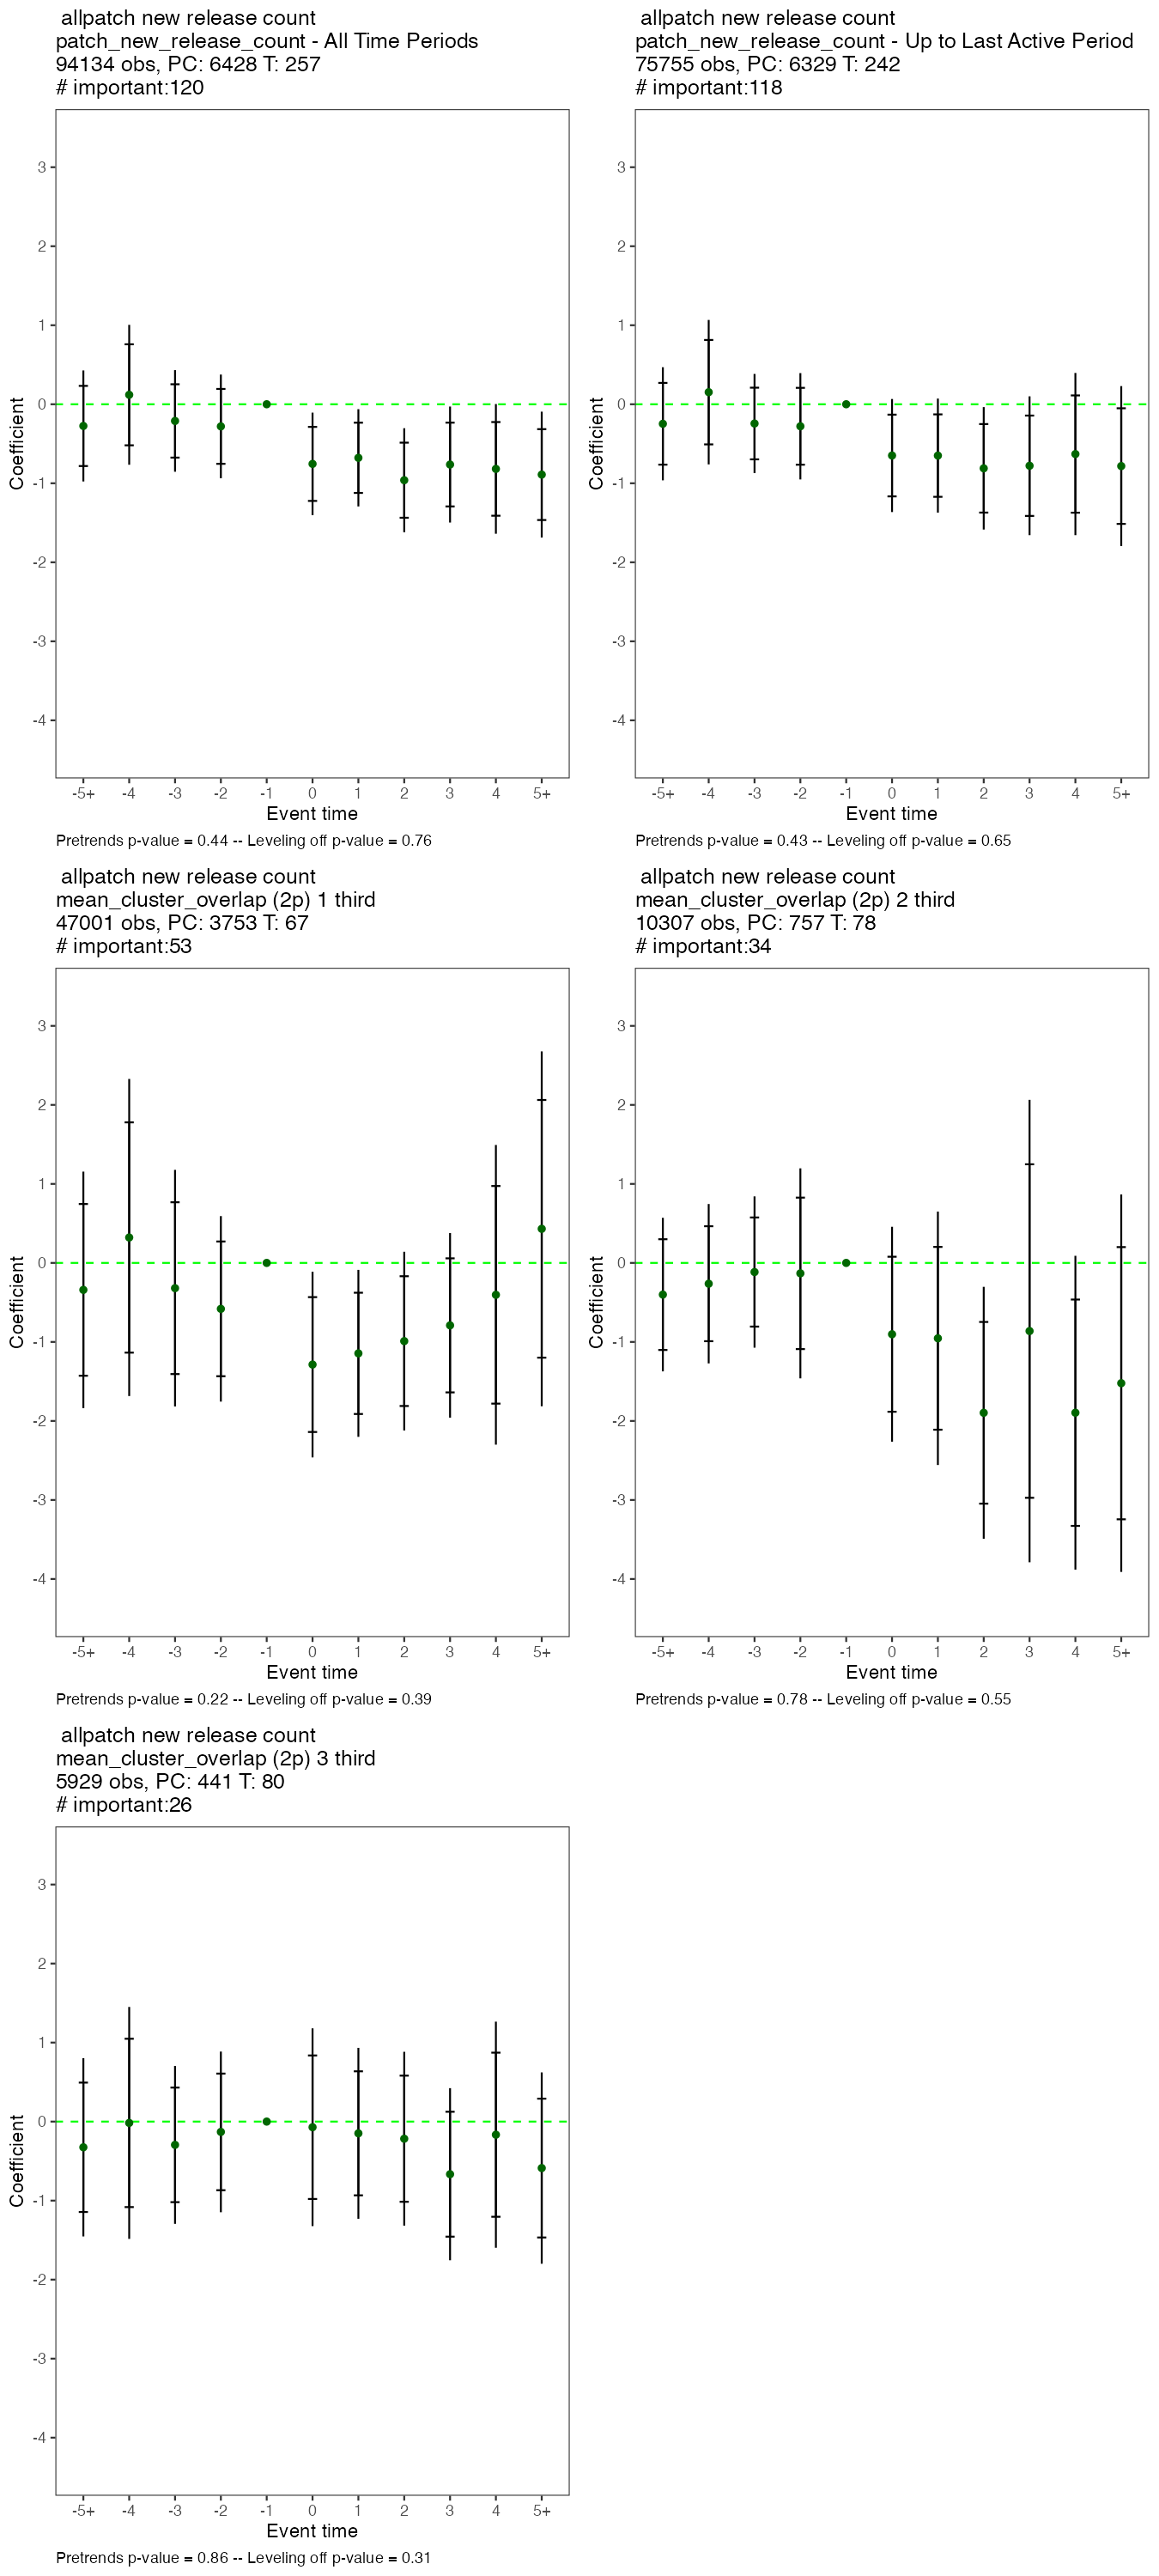 allpatch new release count
patch_new_release_count - All Time Periods
94134 obs, PC: 6428 T: 257
# important:120
3
2
1
0
-1
-2
-3
-4
Coefficient
-5+ -4 -3 -2 -1 0 1 2 3 4 5+
Event time
Pretrends p-value = 0.44 -- Leveling off p-value = 0.76
allpatch new release count
patch_new_release_count - Up to Last Active Period
75755 obs, PC: 6329 T: 242
# important:118
3
2
1
0
-1
-2
-3
-4
Coefficient
-5+ -4 -3 -2 -1 0 1 2 3 4 5+
Event time
Pretrends p-value = 0.43 -- Leveling off p-value = 0.65
allpatch new release count
mean_cluster_overlap (2p) 1 third
47001 obs, PC: 3753 T: 67
# important:53
3
2
1
0
-1
-2
-3
-4
Coefficient
-5+ -4 -3 -2 -1 0 1 2 3 4 5+
Event time
Pretrends p-value = 0.22 -- Leveling off p-value = 0.39
allpatch new release count
mean_cluster_overlap (2p) 2 third
10307 obs, PC: 757 T: 78
# important:34
3
2
1
0
-1
-2
-3
-4
Coefficient
-5+ -4 -3 -2 -1 0 1 2 3 4 5+
Event time
Pretrends p-value = 0.78 -- Leveling off p-value = 0.55
allpatch new release count
mean_cluster_overlap (2p) 3 third
5929 obs, PC: 441 T: 80
# important:26
3
2
1
0
-1
-2
-3
-4
Coefficient
-5+ -4 -3 -2 -1 0 1 2 3 4 5+
Event time
Pretrends p-value = 0.86 -- Leveling off p-value = 0.31